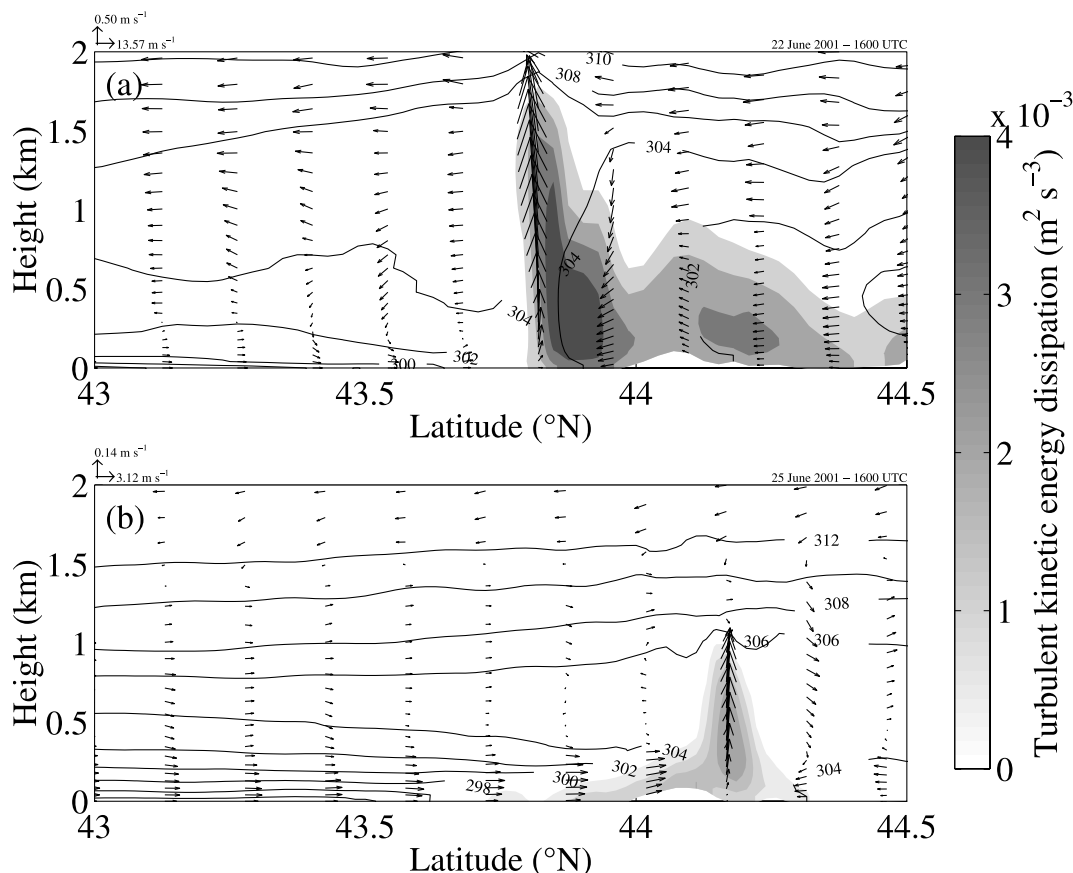 0.50 m s⁻¹
13.57 m s⁻¹
22 June 2001 – 1600 UTC
(a)
310
308
304
304
304
302
302
300
2
1.5
1
0.5
0
Height (km)
43
43.5
44
44.5
Latitude (°N)
0.14 m s⁻¹
3.12 m s⁻¹
25 June 2001 – 1600 UTC
(b)
312
308
306
306
304
304
302
300
298
2
1.5
1
0.5
0
Height (km)
43
43.5
44
44.5
Latitude (°N)
x 10⁻³
4
3
2
1
0
Turbulent kinetic energy dissipation (m² s⁻³)